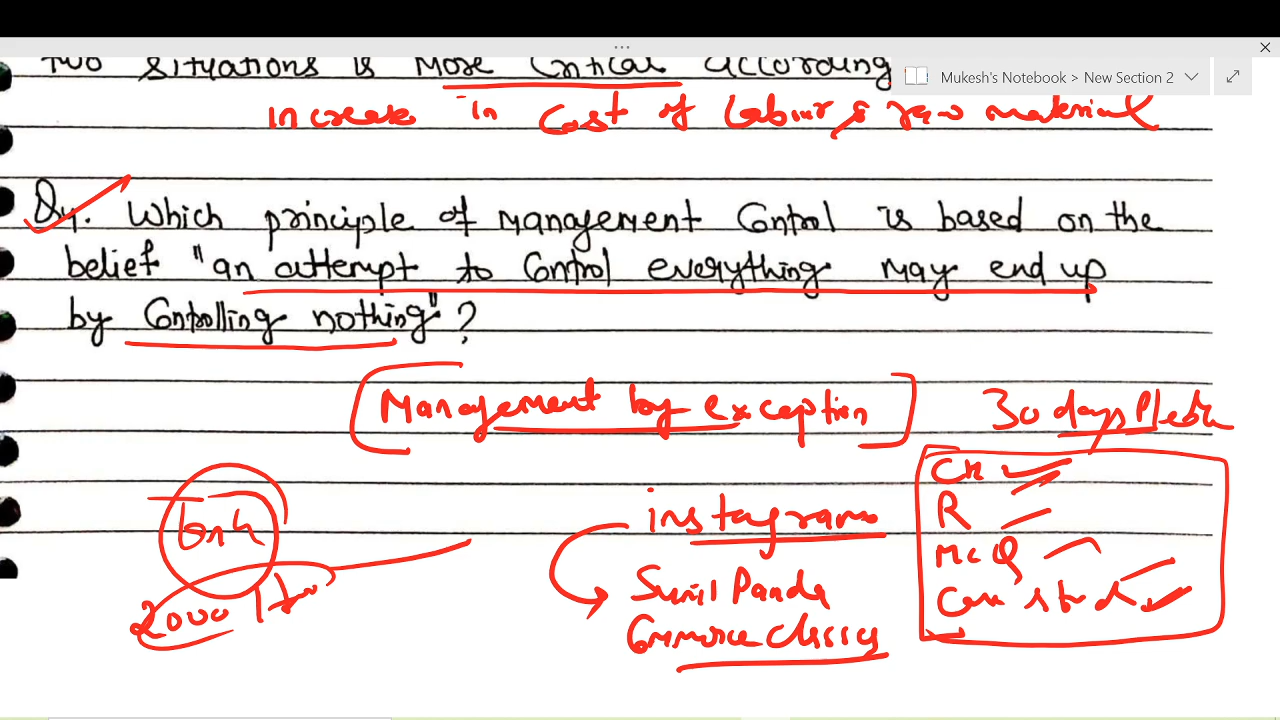 Two situations is more critical according
Mukesh's Notebook > New Section 2
increase in cost of labour & raw material
Q4. Which principle of management Control is based on the
belief "an attempt to Control everything may end up
by Controlling nothing"?
Management by exception
30 days
CH
R
MCQ
Case
instagram
Sunil Panda
Commerce Classes
2000